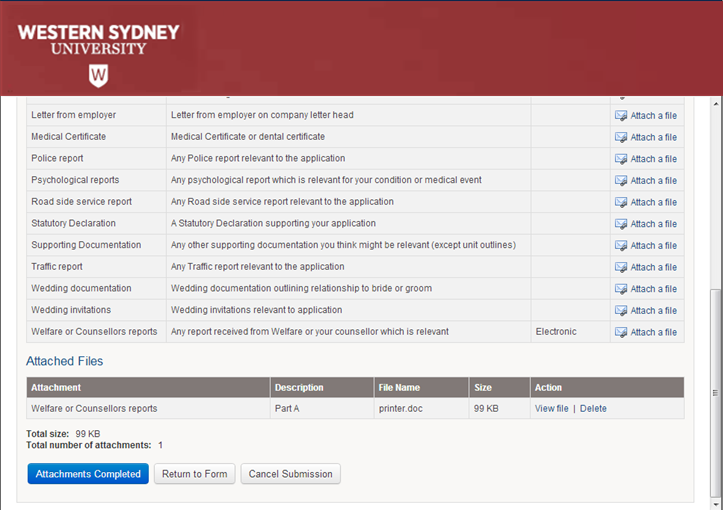 WESTERN SYDNEY
UNIVERSITY
W
Letter from employer Letter from employer on company letter head Attach a file
Medical Certificate Medical Certificate or dental certificate Attach a file
Police report Any Police report relevant to the application Attach a file
Psychological reports Any psychological report which is relevant for your condition or medical event Attach a file
Road side service report Any Road side service report relevant to the application Attach a file
Statutory Declaration A Statutory Declaration supporting your application Attach a file
Supporting Documentation Any other supporting documentation you think might be relevant (except unit outlines) Attach a file
Traffic report Any Traffic report relevant to the application Attach a file
Wedding documentation Wedding documentation outlining relationship to bride or groom Attach a file
Wedding invitations Wedding invitations relevant to application Attach a file
Welfare or Counsellors reports Any report received from Welfare or your counsellor which is relevant Electronic Attach a file
Attached Files
Attachment Description File Name Size Action
Welfare or Counsellors reports Part A printer.doc 99 KB View file | Delete
Total size: 99 KB
Total number of attachments: 1
Attachments Completed Return to Form Cancel Submission